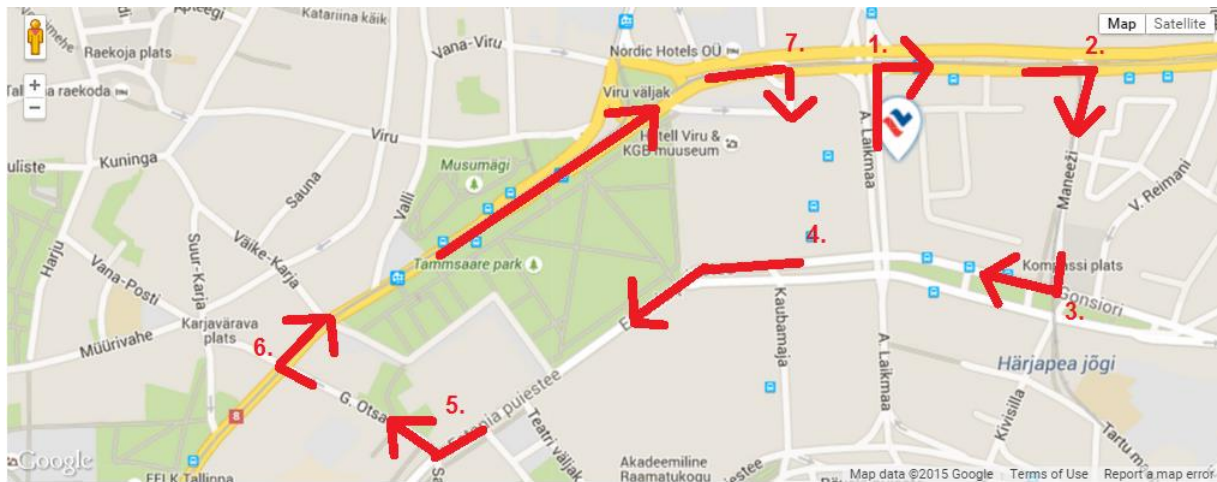 Apteegi
Katariina käik
Nordic Hotels OÜ
7.
1.
2.
Map
Satellite
Raekoja plats
Vana-Viru
Viru väljak
Viru
Hotell Viru &
KGB muuseum
A. Laikmaa
Kuninga
Musumägi
Maneeži
V. Reimani
Sauna
Valli
4.
Harju
Väike-Karja
Suur-Karja
Tammsaare park
Kompassi plats
Vana-Posti
Gonsiori
3.
Karjavärava
plats
Müürivahe
Kaubamaja
A. Laikmaa
6.
Härjapea jõgi
G. Otsa
5.
Estonia puiestee
8
Teatri väljak
Kivisilla
Tartu
Google
EELK Tallinna
Akadeemiline
Raamatukogu
puiestee
Map data ©2015 Google
Terms of Use
Report a map error